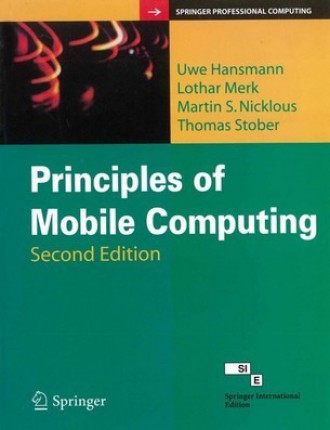 → SPRINGER PROFESSIONAL COMPUTING
Uwe Hansmann
Lothar Merk
Martin S. Nicklous
Thomas Stober
Principles of
Mobile Computing
Second Edition
Springer
SI
E
Springer International
Edition